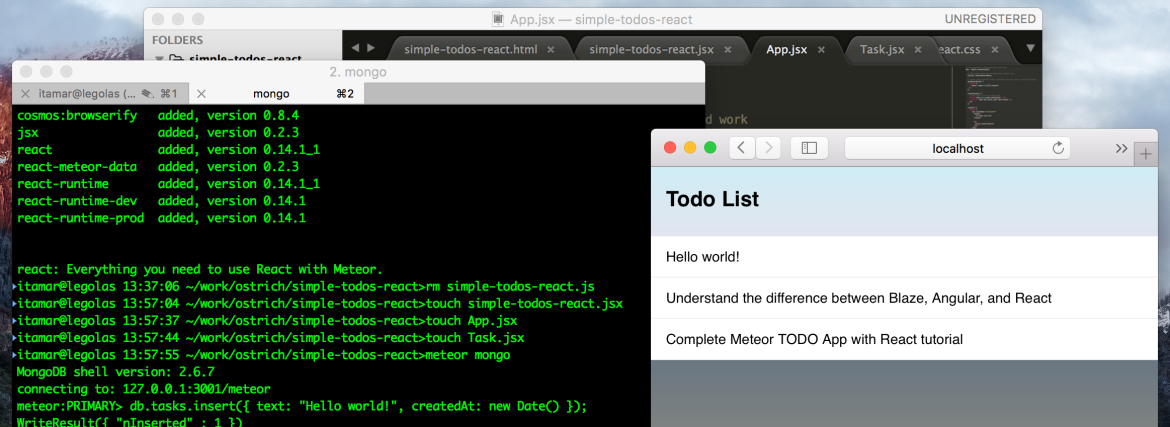 App.jsx — simple-todos-react
UNREGISTERED
FOLDERS
simple-todos-react
simple-todos-react.html ×
simple-todos-react.jsx ×
App.jsx ×
Task.jsx ×
eact.css ×
work
2. mongo
× itamar@legolas (... ⌘1
× mongo ⌘2
cosmos:browserify added, version 0.8.4
jsx added, version 0.2.3
react added, version 0.14.1_1
react-meteor-data added, version 0.2.3
react-runtime added, version 0.14.1_1
react-runtime-dev added, version 0.14.1
react-runtime-prod added, version 0.14.1
react: Everything you need to use React with Meteor.
itamar@legolas 13:37:06 ~/work/ostrich/simple-todos-react>rm simple-todos-react.js
itamar@legolas 13:57:04 ~/work/ostrich/simple-todos-react>touch simple-todos-react.jsx
itamar@legolas 13:57:37 ~/work/ostrich/simple-todos-react>touch App.jsx
itamar@legolas 13:57:44 ~/work/ostrich/simple-todos-react>touch Task.jsx
itamar@legolas 13:57:55 ~/work/ostrich/simple-todos-react>meteor mongo
MongoDB shell version: 2.6.7
connecting to: 127.0.0.1:3001/meteor
meteor:PRIMARY> db.tasks.insert({ text: "Hello world!", createdAt: new Date() });
WriteResult({ "nInserted" : 1 })
localhost
Todo List
Hello world!
Understand the difference between Blaze, Angular, and React
Complete Meteor TODO App with React tutorial